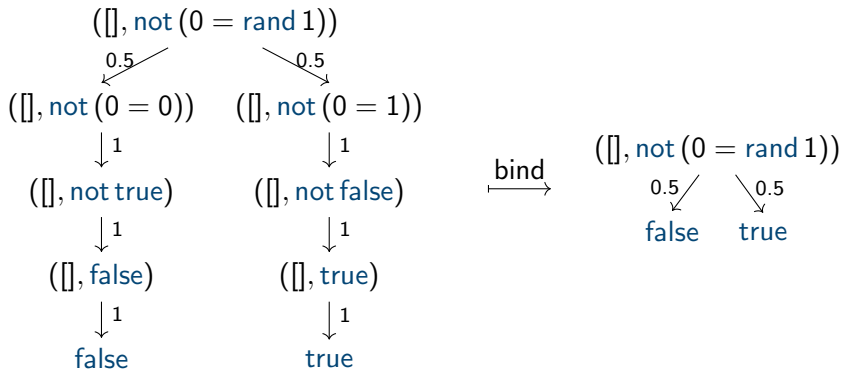 ([], not (0 = rand 1))
0.5 0.5
([], not (0 = 0)) ([], not (0 = 1))
1 1
([], not true) ([], not false)
1 1
([], false) ([], true)
1 1
false true
bind
([], not (0 = rand 1))
0.5 0.5
false true